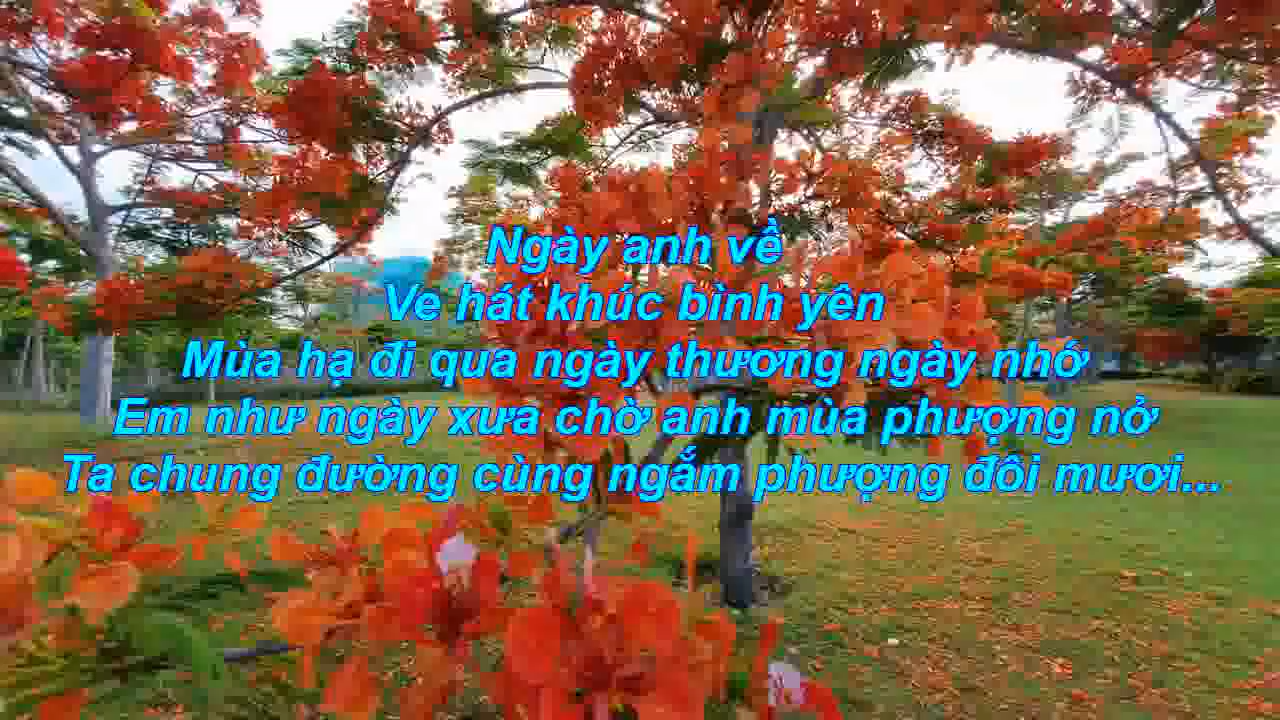 Ngày anh về
Ve hát khúc bình yên
Mùa hạ đi qua ngày thương ngày nhớ
Em như ngày xưa chờ anh mùa phượng nở
Ta chung đường cùng ngắm phượng đôi mươi...